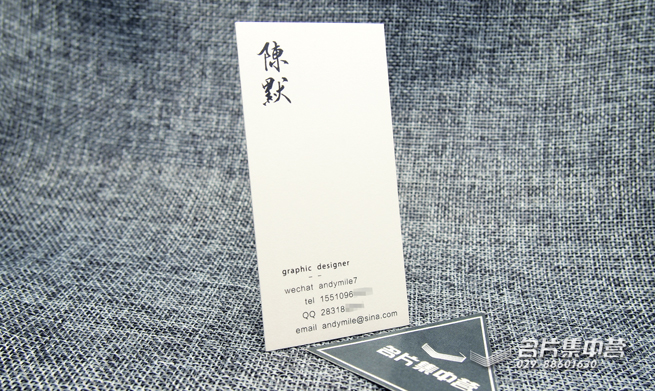 陳
默
graphic designer
wechat andymile7
tel 1551096
QQ 28318
email andymile@sina.com
名片集中营
名片集中营
029-88601620